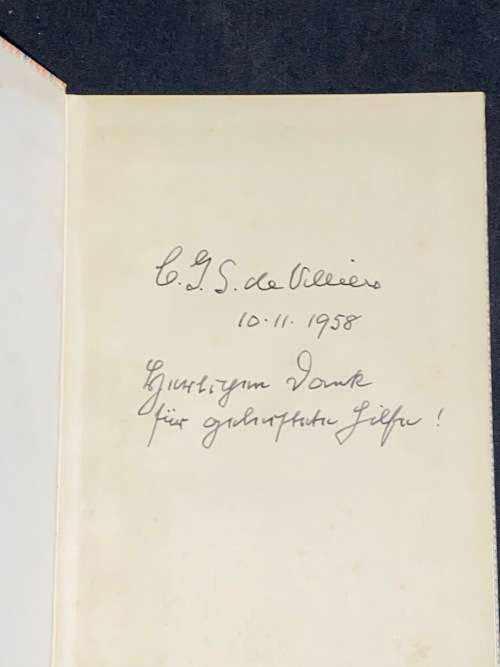 C. G. S. de Villiers
10.11.1958
Herzlichen Dank
für geleistete Hilfe!